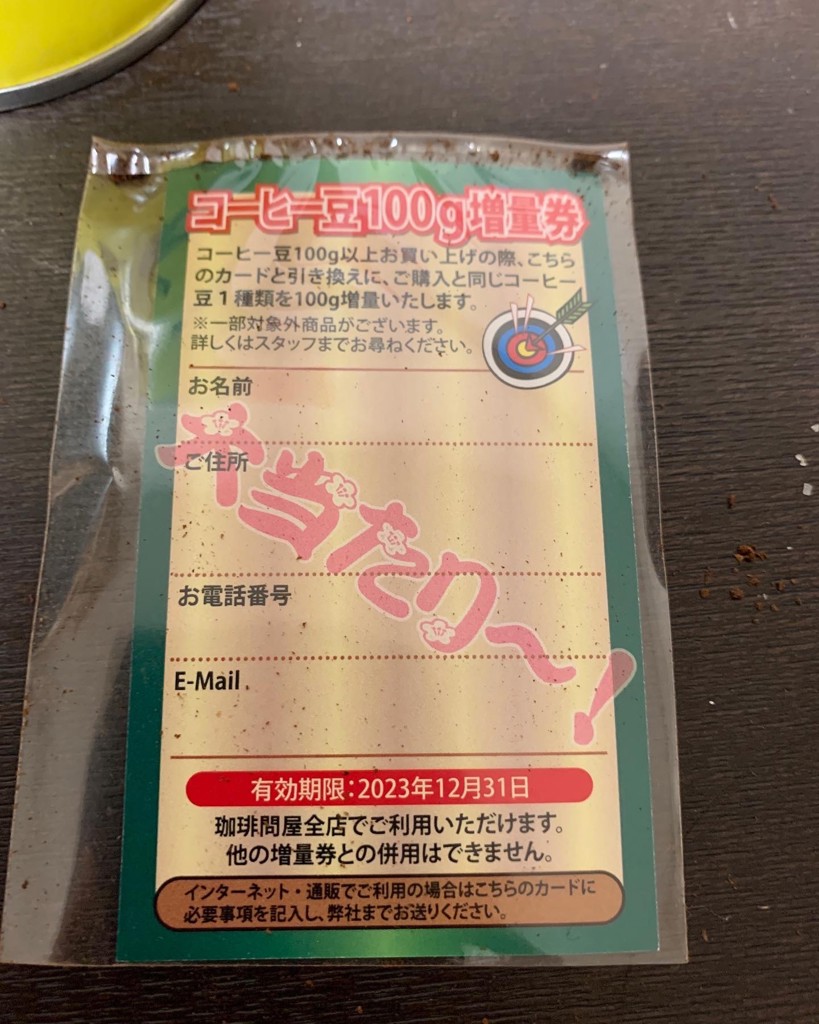 コーヒー豆100g増量券
コーヒー豆100g以上お買い上げの際、こちら
のカードと引き換えに、ご購入と同じコーヒー
豆1種類を100g増量いたします。
※一部対象外商品がございます。
詳しくはスタッフまでお尋ねください。
お名前
ご住所
大当たり〜!
お電話番号
E-Mail
有効期限:2023年12月31日
珈琲問屋全店でご利用いただけます。
他の増量券との併用はできません。
インターネット・通販でご利用の場合はこちらのカードに
必要事項を記入し、弊社までお送りください。